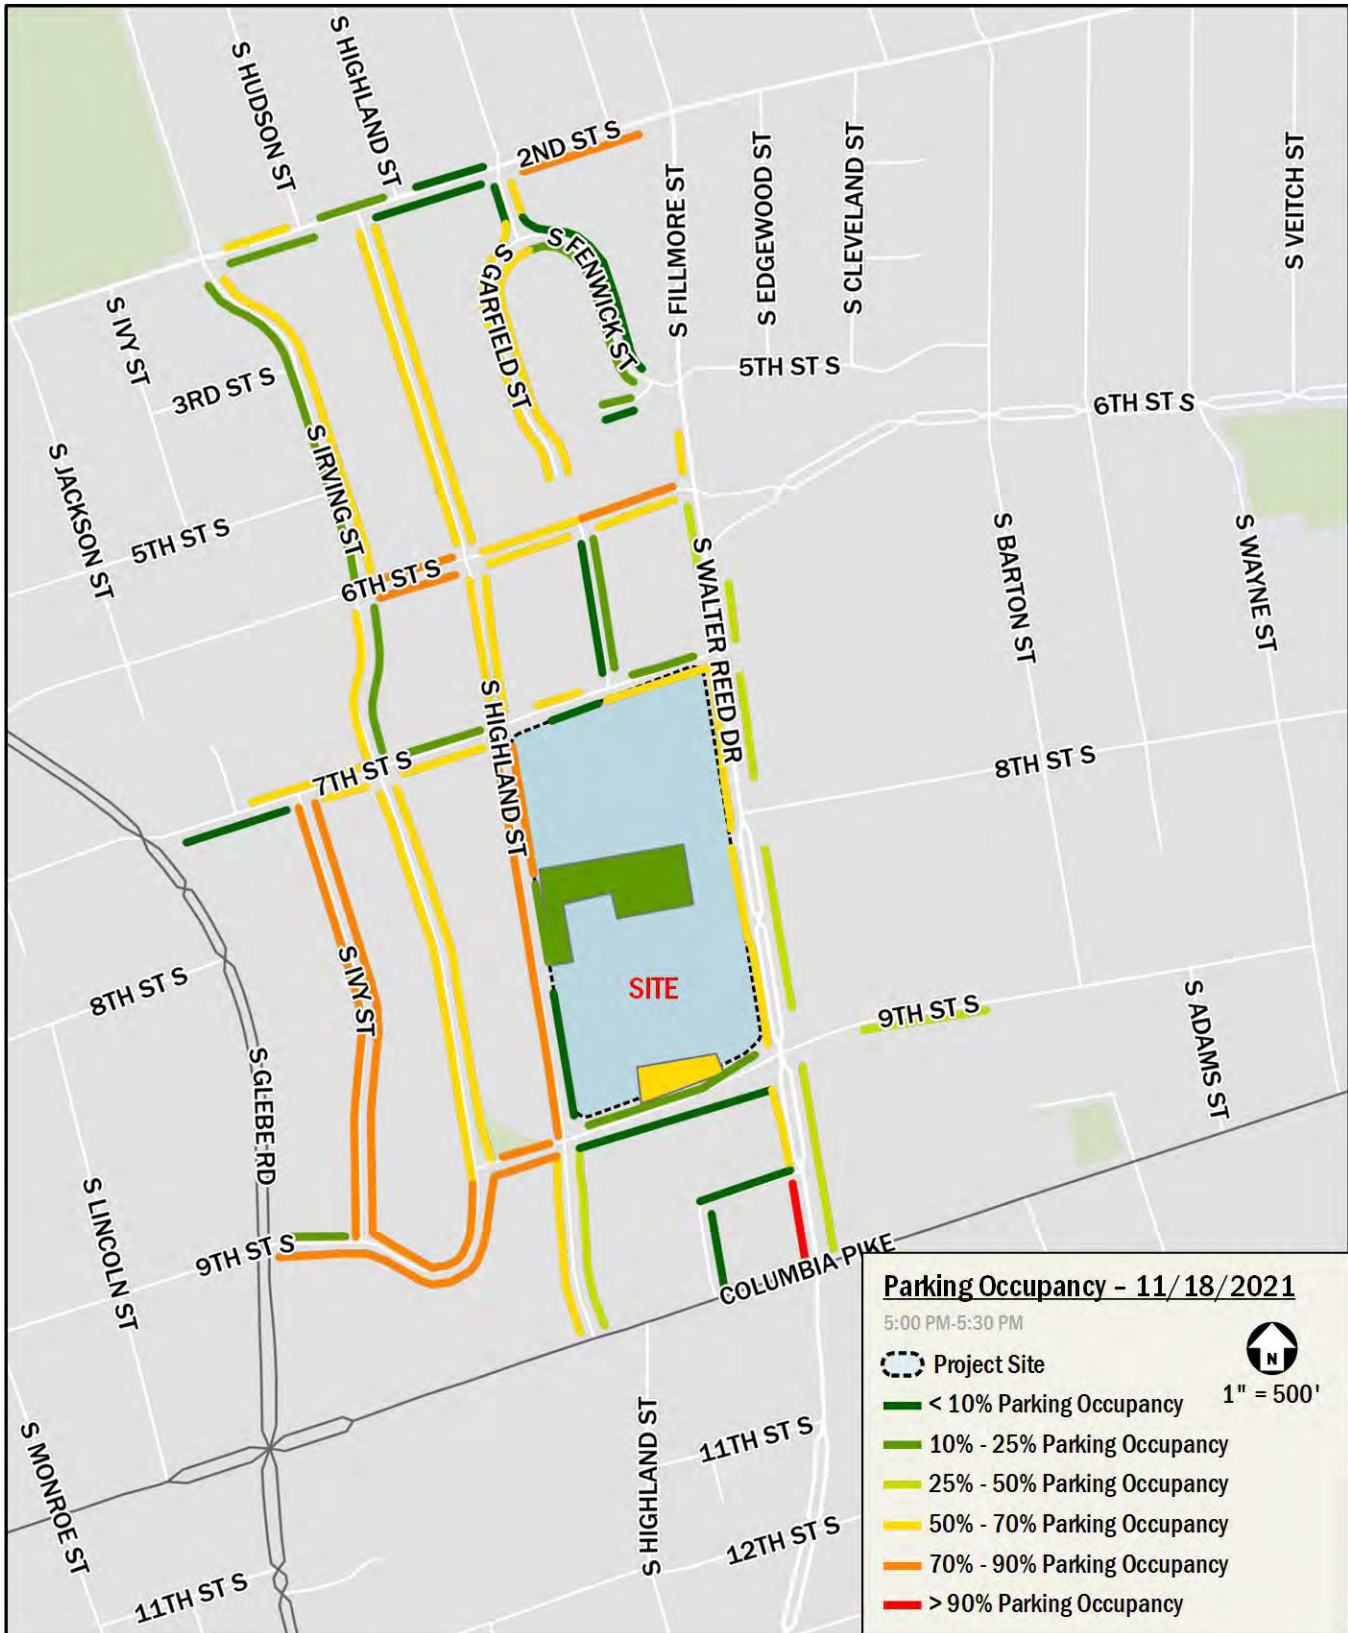 S HUDSON ST
S HIGHLAND ST
2ND ST S
S FILLMORE ST
S EDGEWOOD ST
S CLEVELAND ST
S VEITCH ST
S IVY ST
S GARFIELD ST
S FENWICK ST
3RD ST S
5TH ST S
6TH ST S
S JACKSON ST
S IRVING ST
5TH ST S
6TH ST S
S WALTER REED DR
S BARTON ST
S WAYNE ST
S HIGHLAND ST
7TH ST S
8TH ST S
8TH ST S
S IVY ST
SITE
9TH ST S
S ADAMS ST
S GLEBE RD
S LINCOLN ST
9TH ST S
COLUMBIA PIKE
S MONROE ST
11TH ST S
S HIGHLAND ST
11TH ST S
12TH ST S
Parking Occupancy – 11/18/2021
5:00 PM-5:30 PM
N
1" = 500'
Project Site
< 10% Parking Occupancy
10% - 25% Parking Occupancy
25% - 50% Parking Occupancy
50% - 70% Parking Occupancy
70% - 90% Parking Occupancy
> 90% Parking Occupancy